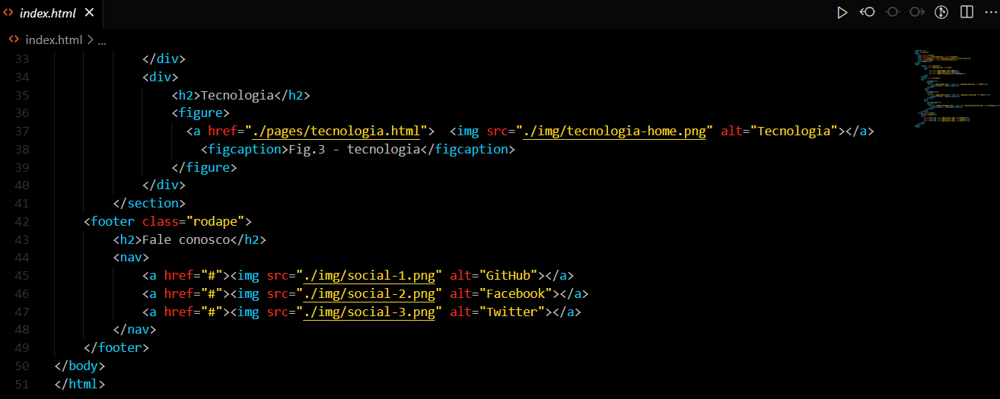 index.html
index.html > ...
33 </div>
34 <div>
35 <h2>Tecnologia</h2>
36 <figure>
37 <a href="./pages/tecnologia.html">  <img src="./img/tecnologia-home.png" alt="Tecnologia"></a>
38 <figcaption>Fig.3 - tecnologia</figcaption>
39 </figure>
40 </div>
41 </section>
42 <footer class="rodape">
43 <h2>Fale conosco</h2>
44 <nav>
45 <a href="#"><img src="./img/social-1.png" alt="GitHub"></a>
46 <a href="#"><img src="./img/social-2.png" alt="Facebook"></a>
47 <a href="#"><img src="./img/social-3.png" alt="Twitter"></a>
48 </nav>
49 </footer>
50 </body>
51 </html>